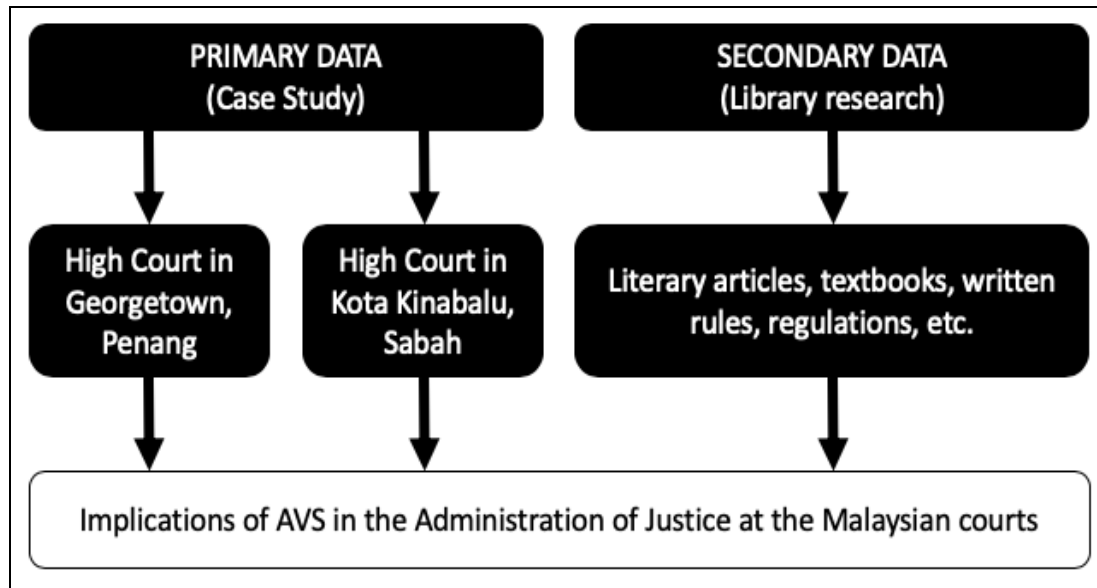 PRIMARY DATA
(Case Study)
SECONDARY DATA
(Library research)
High Court in
Georgetown,
Penang
High Court in
Kota Kinabalu,
Sabah
Literary articles, textbooks, written
rules, regulations, etc.
Implications of AVS in the Administration of Justice at the Malaysian courts